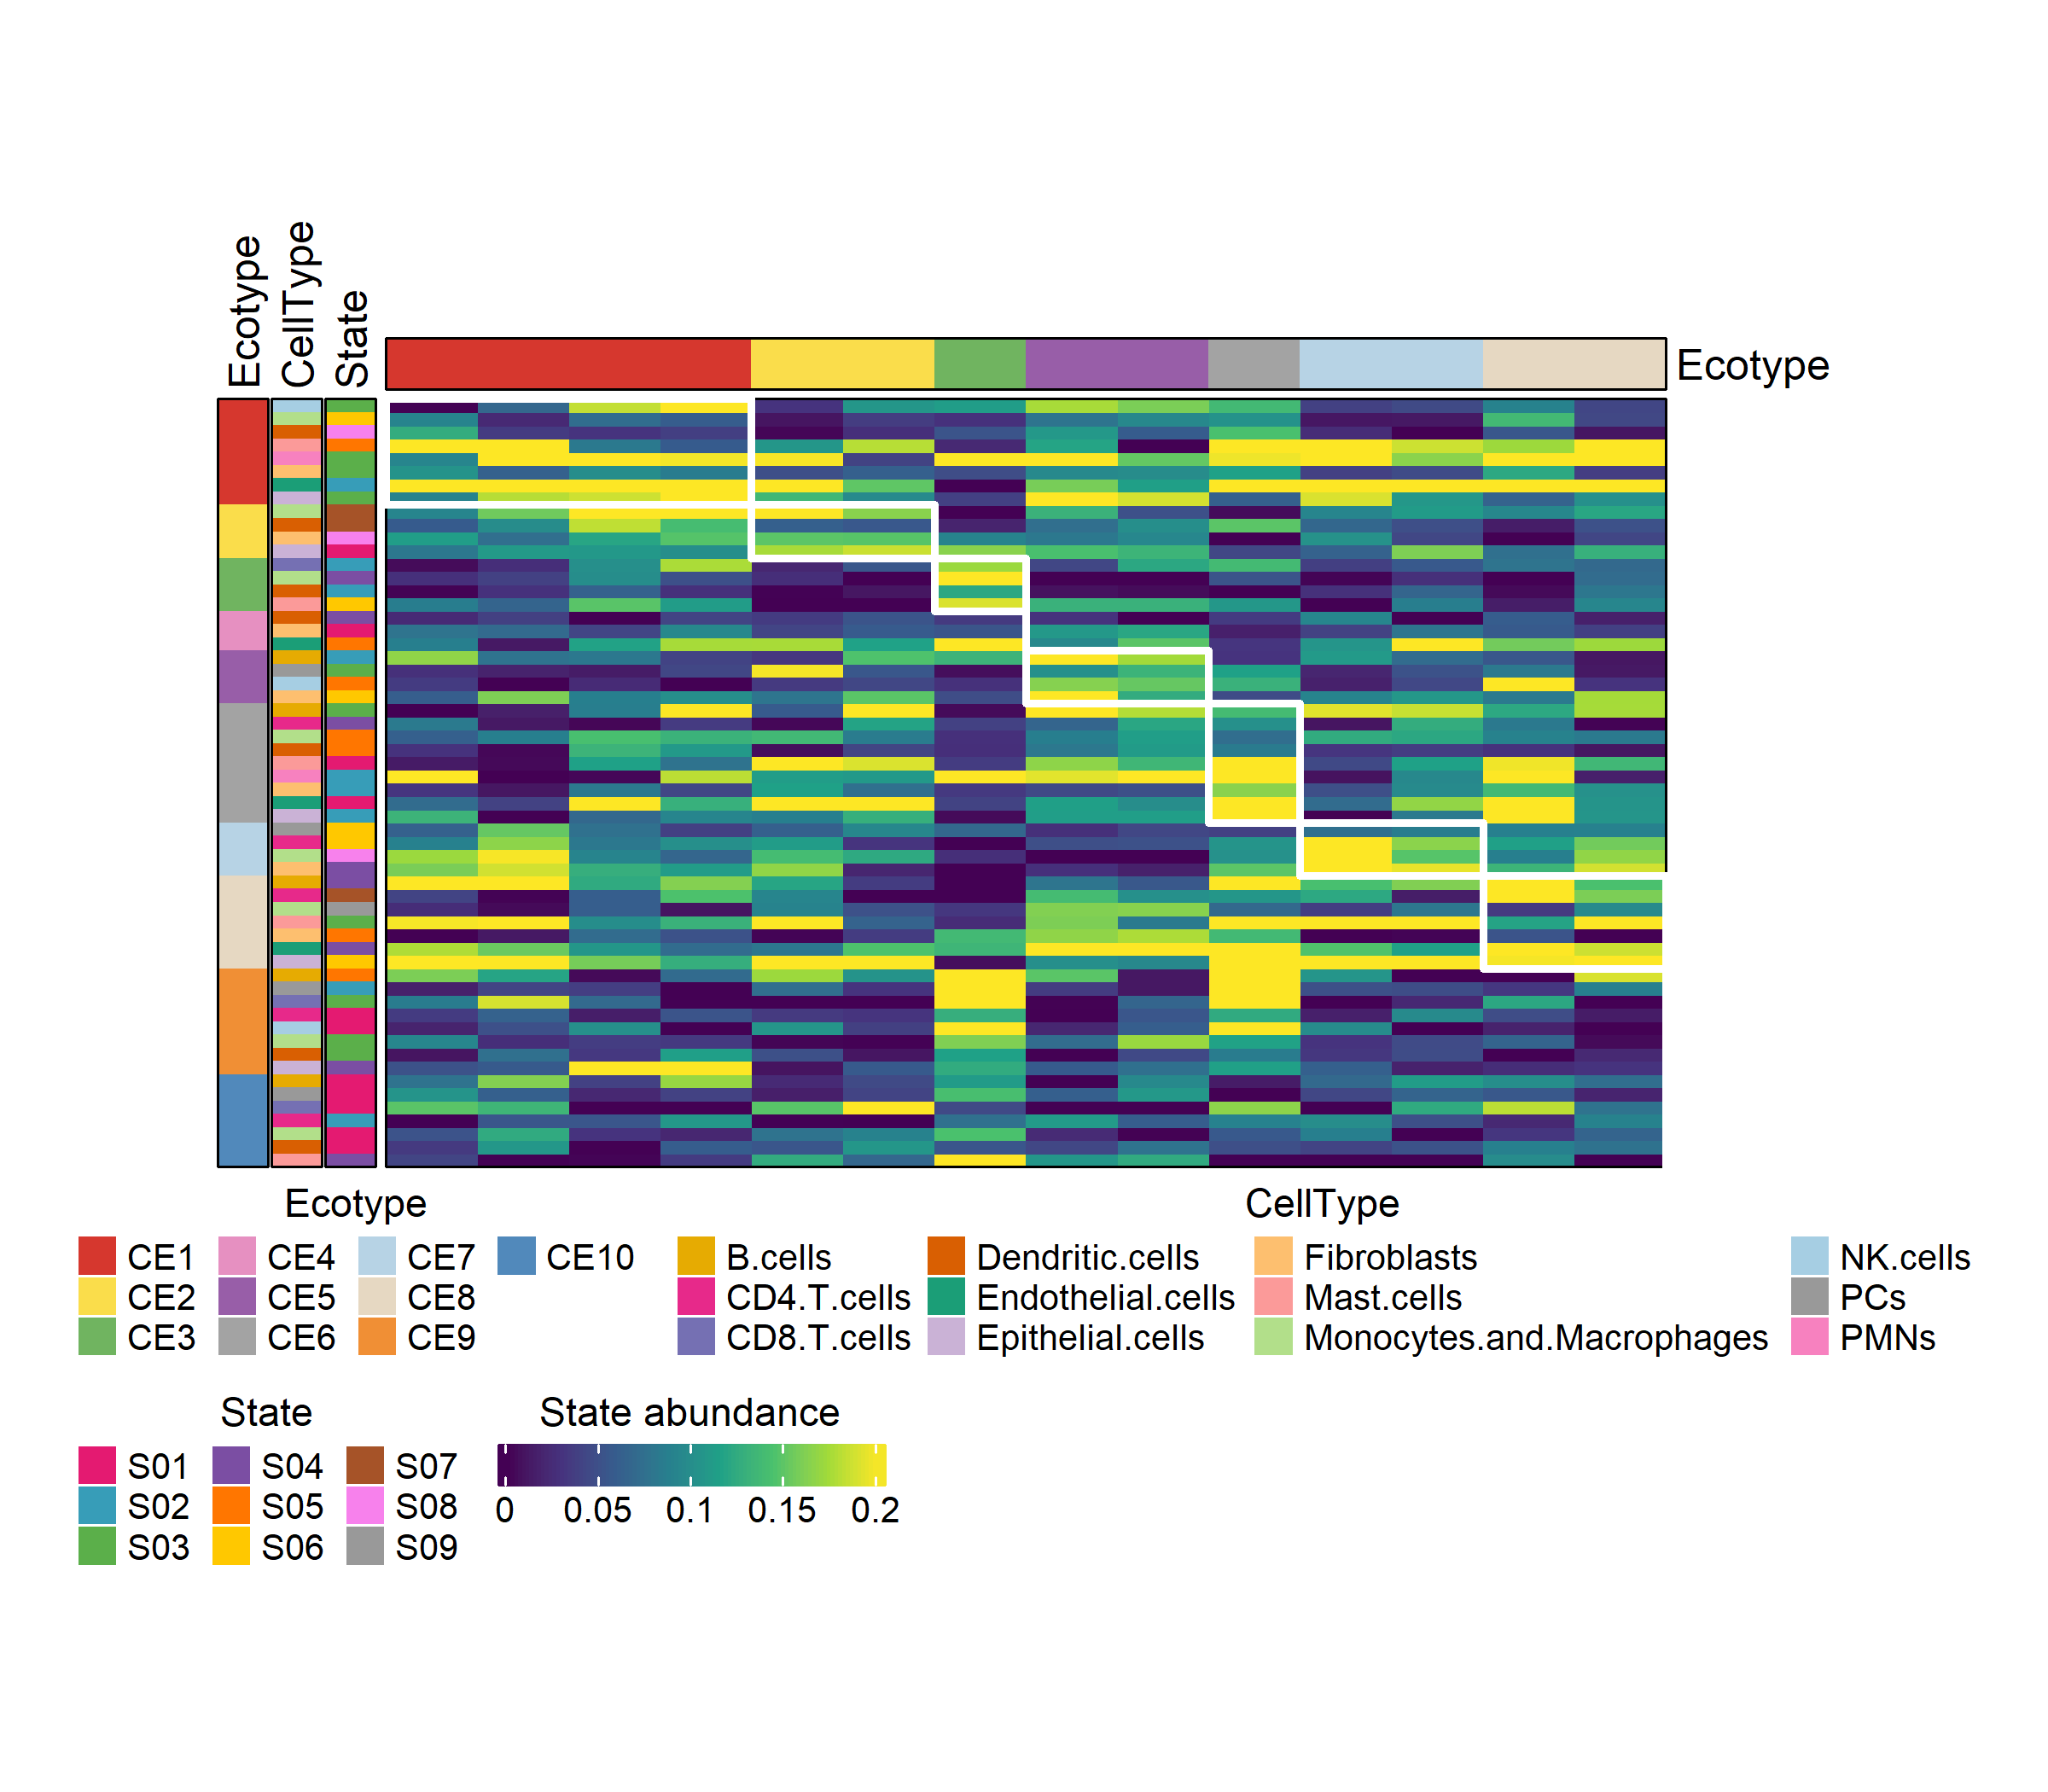 Ecotype
CellType
State
Ecotype
Ecotype
CE1 CE4 CE7 CE10
CE2 CE5 CE8
CE3 CE6 CE9
CellType
B.cells Dendritic.cells Fibroblasts NK.cells
CD4.T.cells Endothelial.cells Mast.cells PCs
CD8.T.cells Epithelial.cells Monocytes.and.Macrophages PMNs
State
S01 S04 S07
S02 S05 S08
S03 S06 S09
State abundance
0 0.05 0.1 0.15 0.2